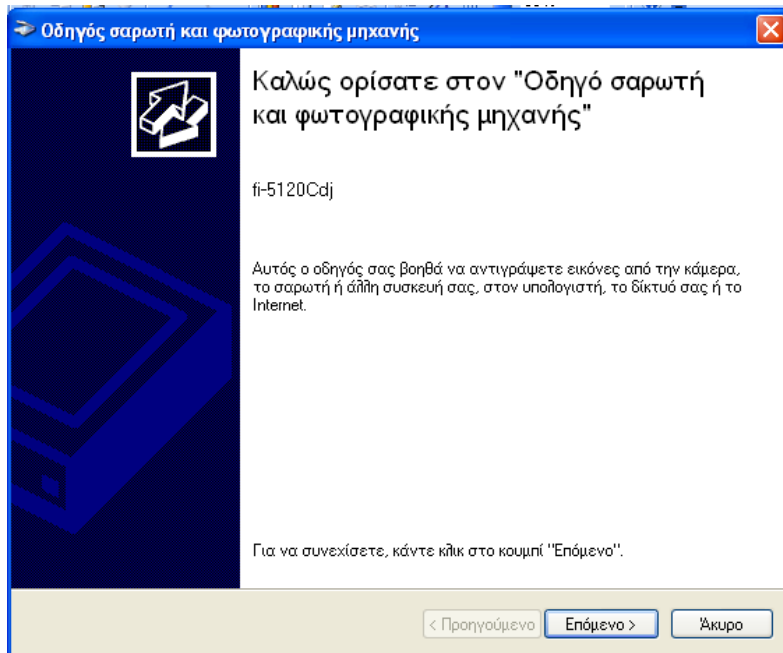 Οδηγός σαρωτή και φωτογραφικής μηχανής
Καλώς ορίσατε στον "Οδηγό σαρωτή
και φωτογραφικής μηχανής"
fi-5120Cdj
Αυτός ο οδηγός σας βοηθά να αντιγράψετε εικόνες από την κάμερα,
το σαρωτή ή άλλη συσκευή σας, στον υπολογιστή, το δίκτυό σας ή το
Internet.
Για να συνεχίσετε, κάντε κλικ στο κουμπί "Επόμενο".
< Προηγούμενο Επόμενο > Άκυρο